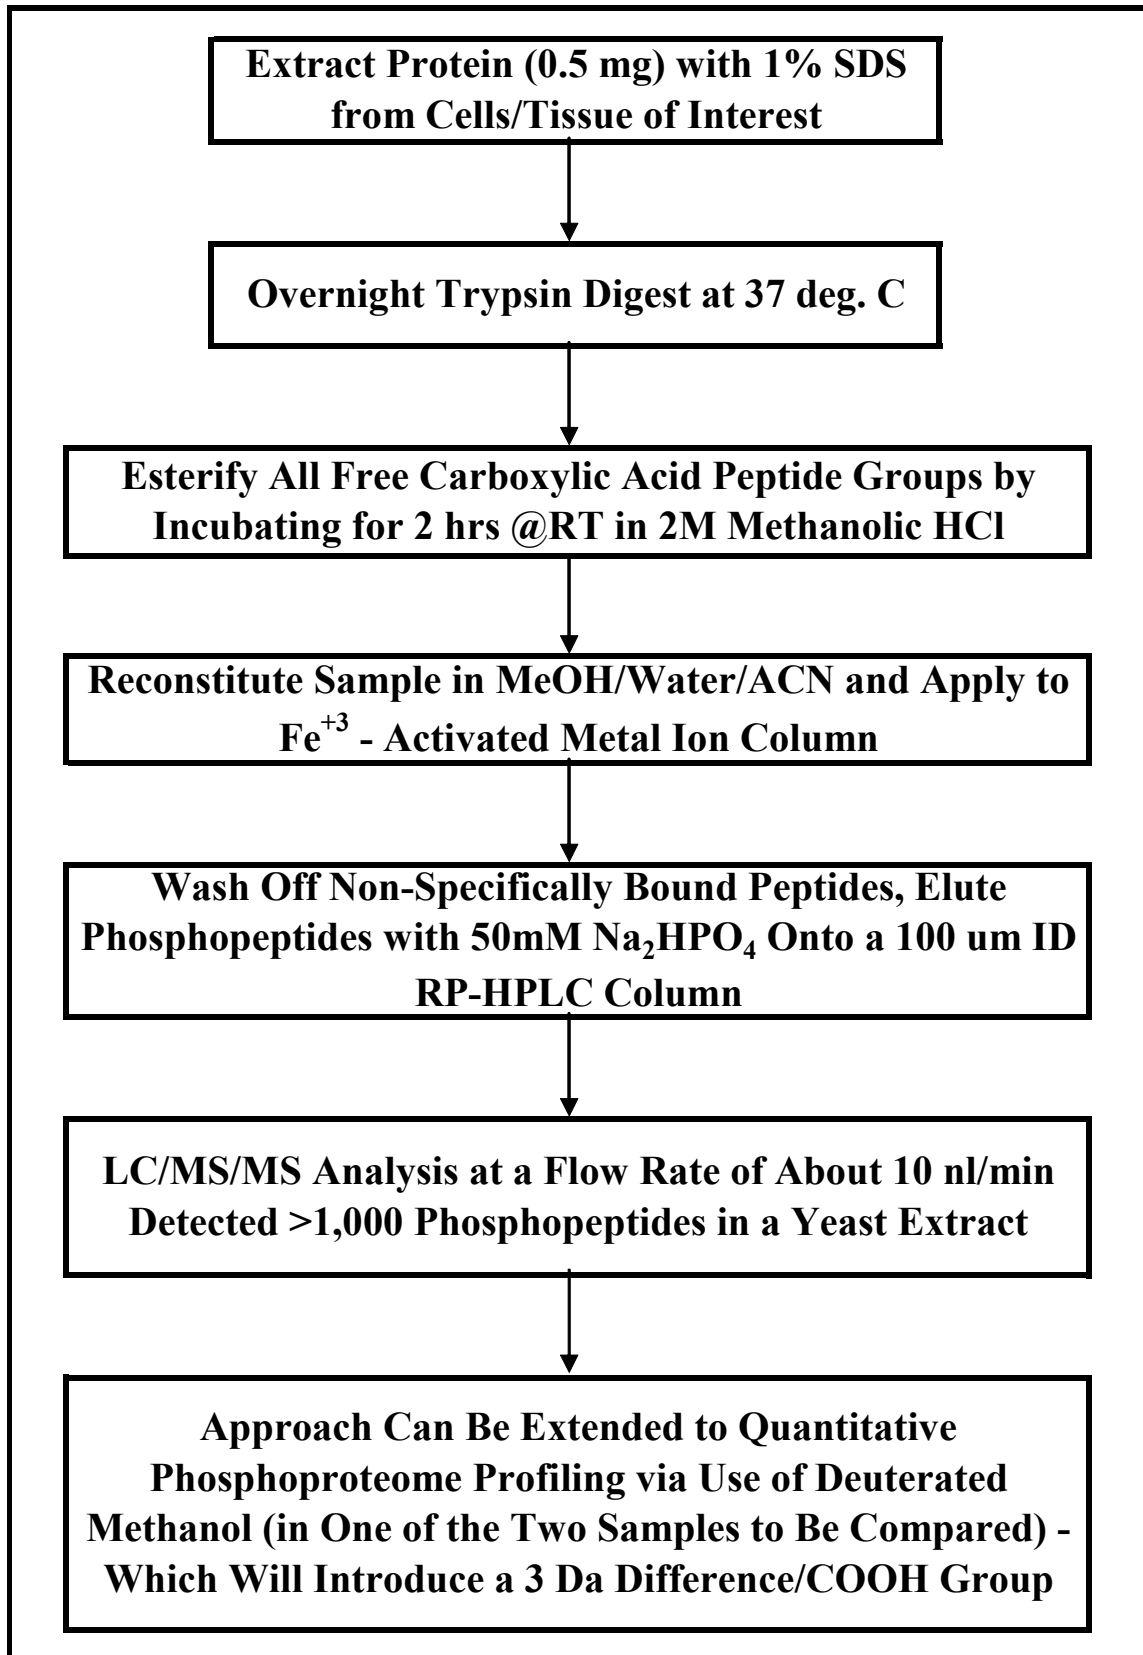 Extract Protein (0.5 mg) with 1% SDS
from Cells/Tissue of Interest
Overnight Trypsin Digest at 37 deg. C
Esterify All Free Carboxylic Acid Peptide Groups by
Incubating for 2 hrs @RT in 2M Methanolic HCl
Reconstitute Sample in MeOH/Water/ACN and Apply to
Fe⁺³ - Activated Metal Ion Column
Wash Off Non-Specifically Bound Peptides, Elute
Phosphopeptides with 50mM Na₂HPO₄ Onto a 100 um ID
RP-HPLC Column
LC/MS/MS Analysis at a Flow Rate of About 10 nl/min
Detected >1,000 Phosphopeptides in a Yeast Extract
Approach Can Be Extended to Quantitative
Phosphoproteome Profiling via Use of Deuterated
Methanol (in One of the Two Samples to Be Compared) -
Which Will Introduce a 3 Da Difference/COOH Group